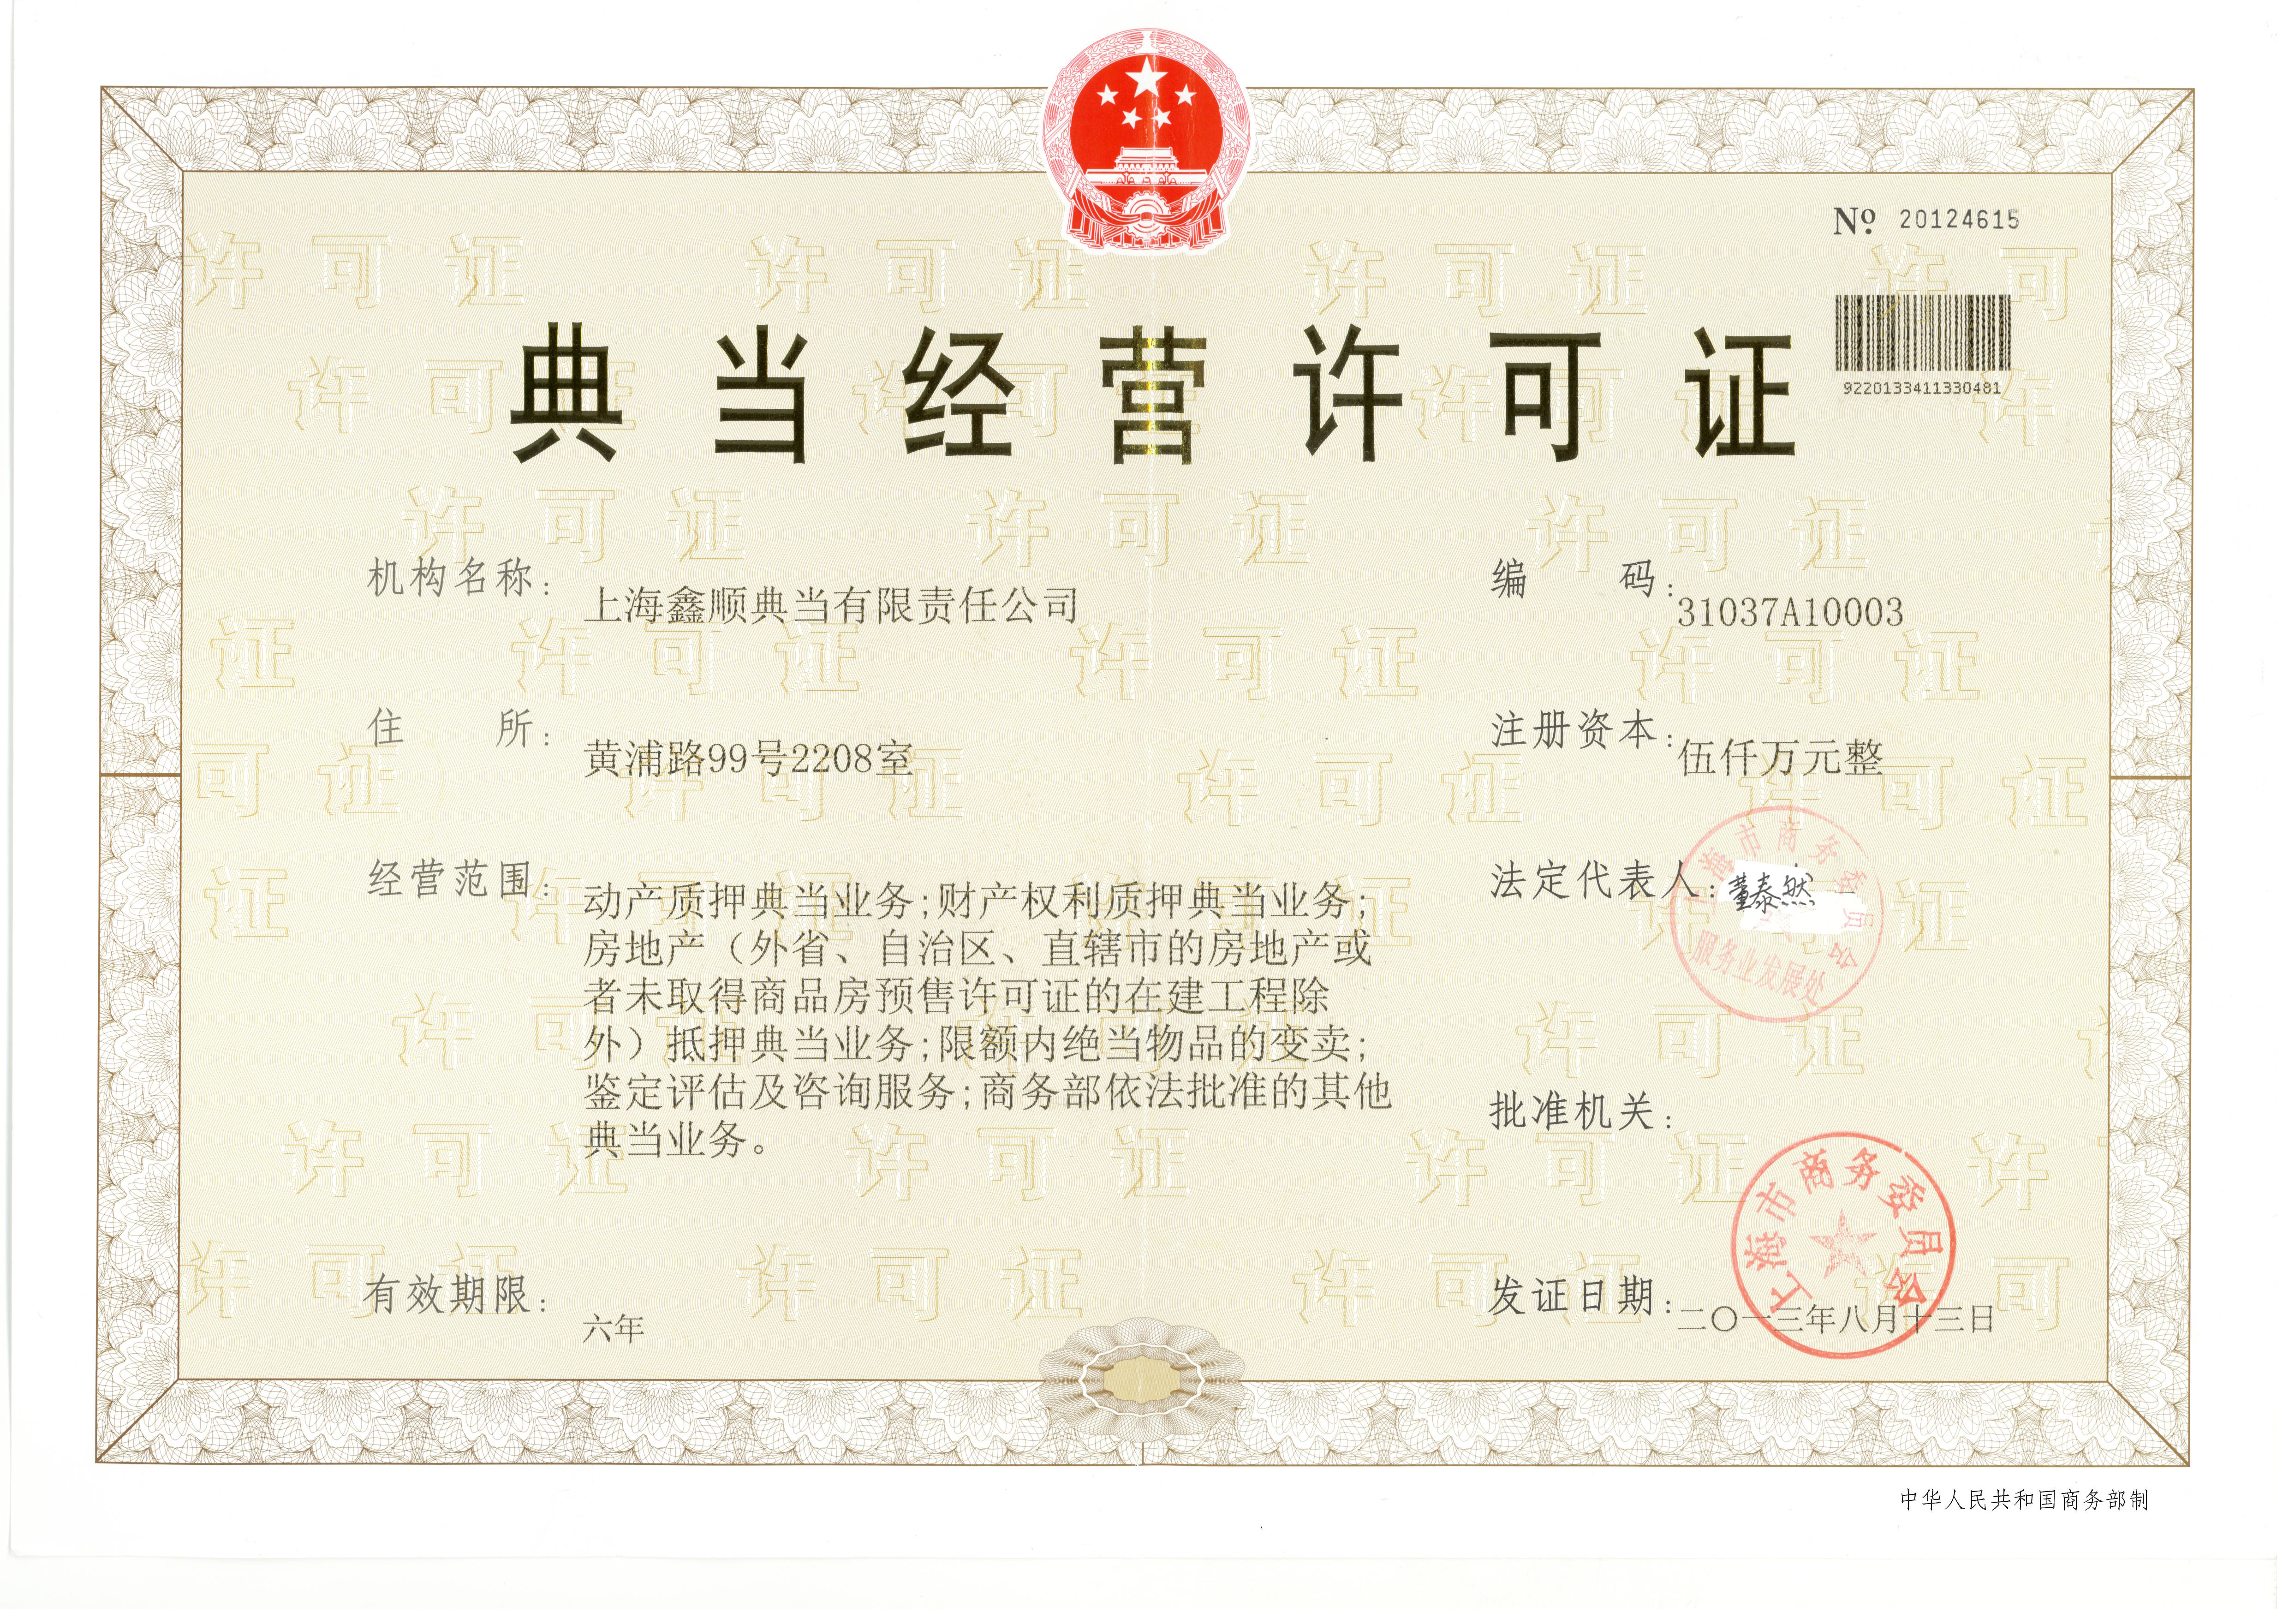 № 20124615
9220133411330481
典当经营许可证
机构名称: 上海鑫顺典当有限责任公司
编码: 31037A10003
住所: 黄浦路99号2208室
注册资本: 伍仟万元整
经营范围: 动产质押典当业务;财产权利质押典当业务;
房地产（外省、自治区、直辖市的房地产或
者未取得商品房预售许可证的在建工程除
外）抵押典当业务;限额内绝当物品的变卖;
鉴定评估及咨询服务;商务部依法批准的其他
典当业务。
法定代表人: 董泰然
上海市商务委员会
服务业发展处
批准机关:
上海市商务委员会
有效期限: 六年
发证日期: 二〇一三年八月十三日
中华人民共和国商务部制